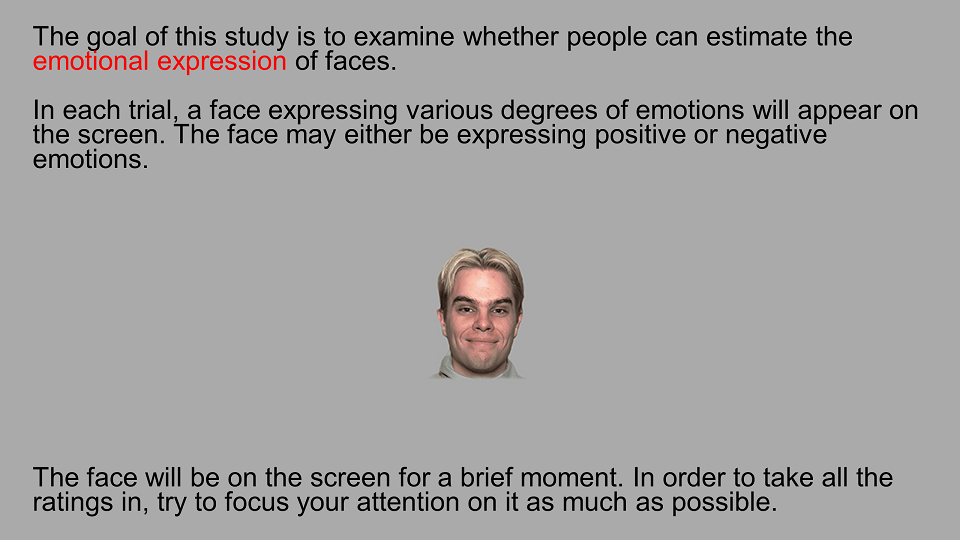 The goal of this study is to examine whether people can estimate the
emotional expression of faces.
In each trial, a face expressing various degrees of emotions will appear on
the screen. The face may either be expressing positive or negative
emotions.
The face will be on the screen for a brief moment. In order to take all the
ratings in, try to focus your attention on it as much as possible.